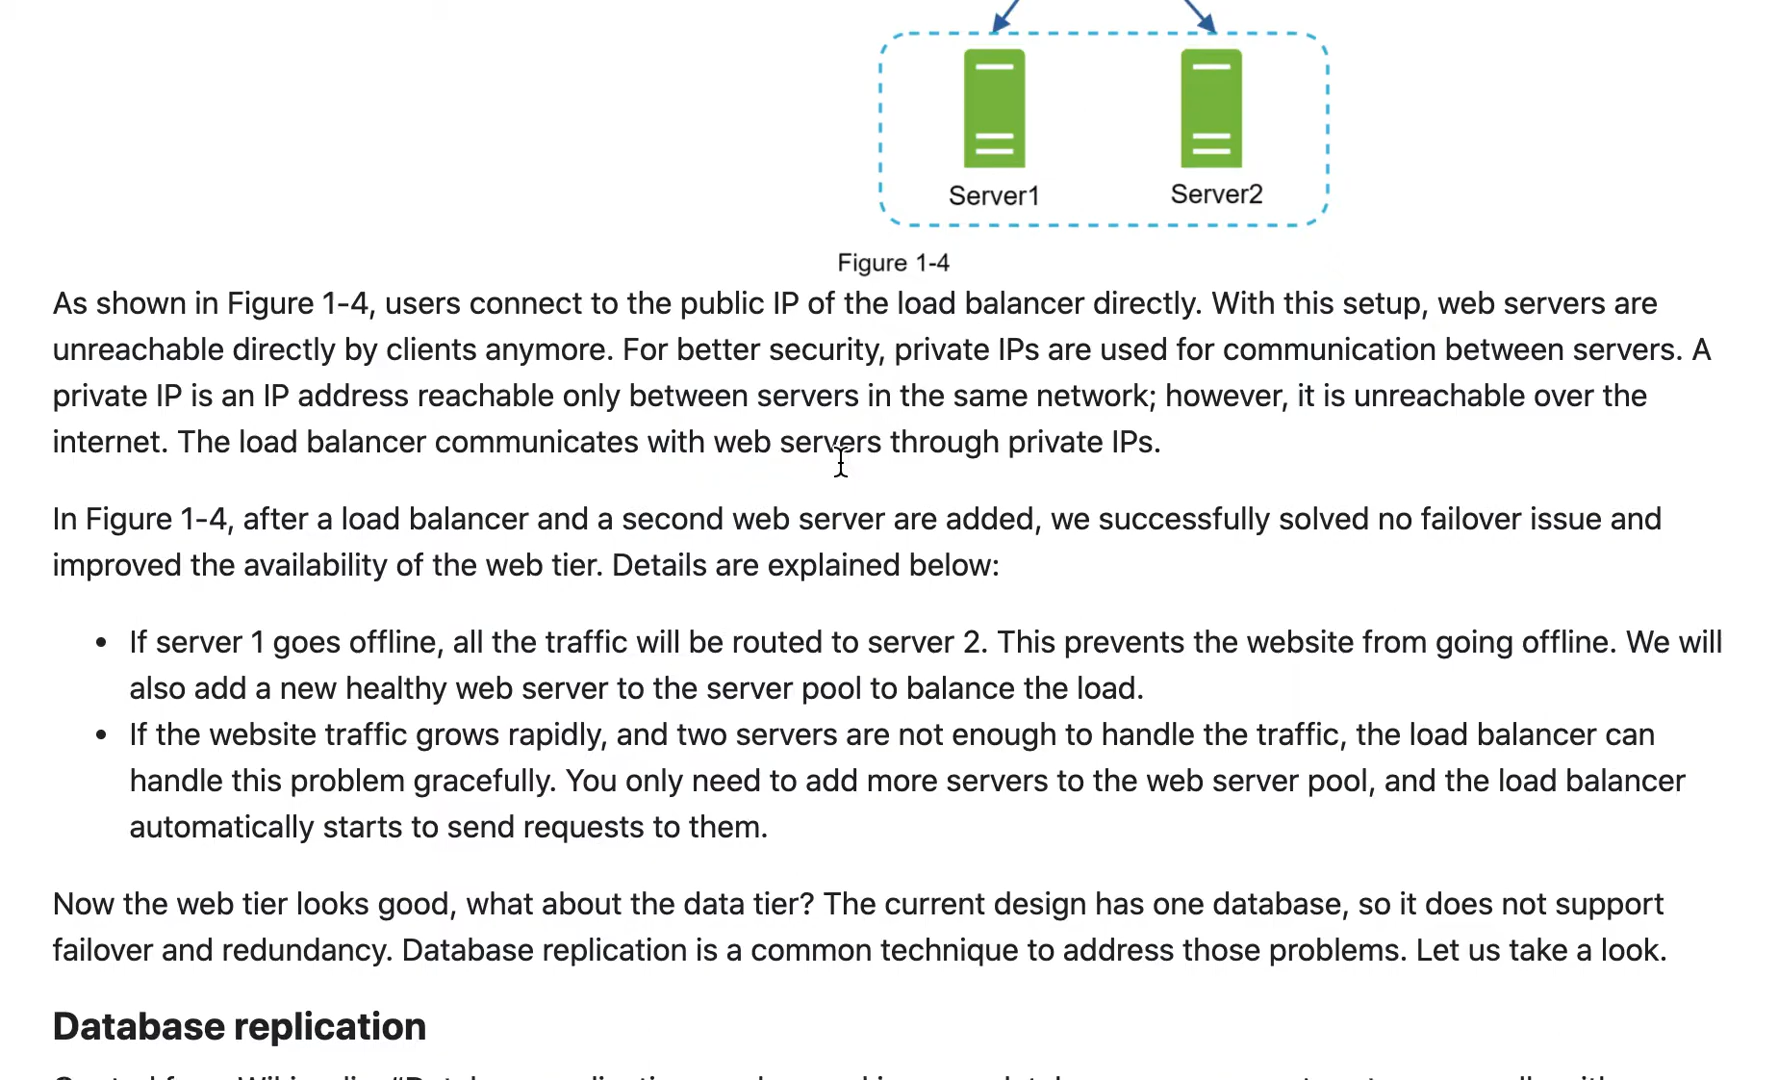 Server1
Server2
Figure 1-4
As shown in Figure 1-4, users connect to the public IP of the load balancer directly. With this setup, web servers are
unreachable directly by clients anymore. For better security, private IPs are used for communication between servers. A
private IP is an IP address reachable only between servers in the same network; however, it is unreachable over the
internet. The load balancer communicates with web servers through private IPs.
In Figure 1-4, after a load balancer and a second web server are added, we successfully solved no failover issue and
improved the availability of the web tier. Details are explained below:
• If server 1 goes offline, all the traffic will be routed to server 2. This prevents the website from going offline. We will
also add a new healthy web server to the server pool to balance the load.
• If the website traffic grows rapidly, and two servers are not enough to handle the traffic, the load balancer can
handle this problem gracefully. You only need to add more servers to the web server pool, and the load balancer
automatically starts to send requests to them.
Now the web tier looks good, what about the data tier? The current design has one database, so it does not support
failover and redundancy. Database replication is a common technique to address those problems. Let us take a look.
Database replication